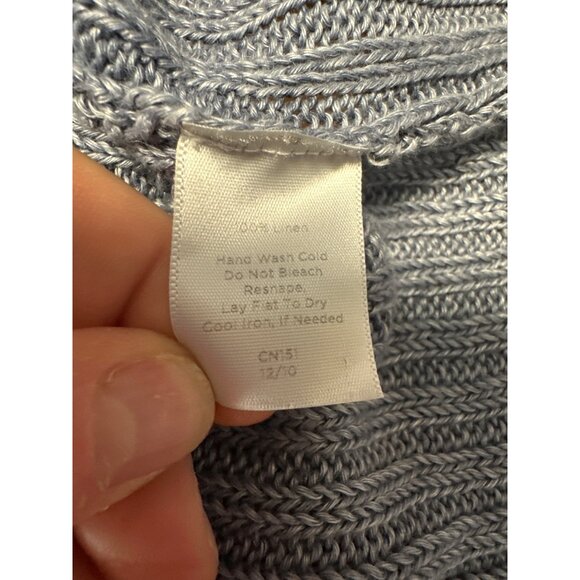 100% Linen
Hand Wash Cold
Do Not Bleach
Reshape,
Lay Flat To Dry
Cool Iron, If Needed
CN151
12/10